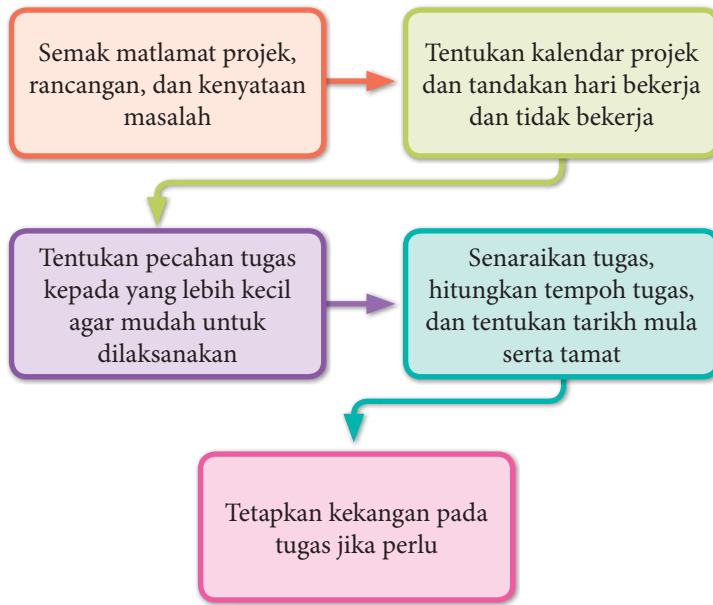 Semak matlamat projek,
rancangan, dan kenyataan
masalah
Tentukan kalendar projek
dan tandakan hari bekerja
dan tidak bekerja
Tentukan pecahan tugas
kepada yang lebih kecil
agar mudah untuk
dilaksanakan
Senaraikan tugas,
hitungkan tempoh tugas,
dan tentukan tarikh mula
serta tamat
Tetapkan kekangan pada
tugas jika perlu